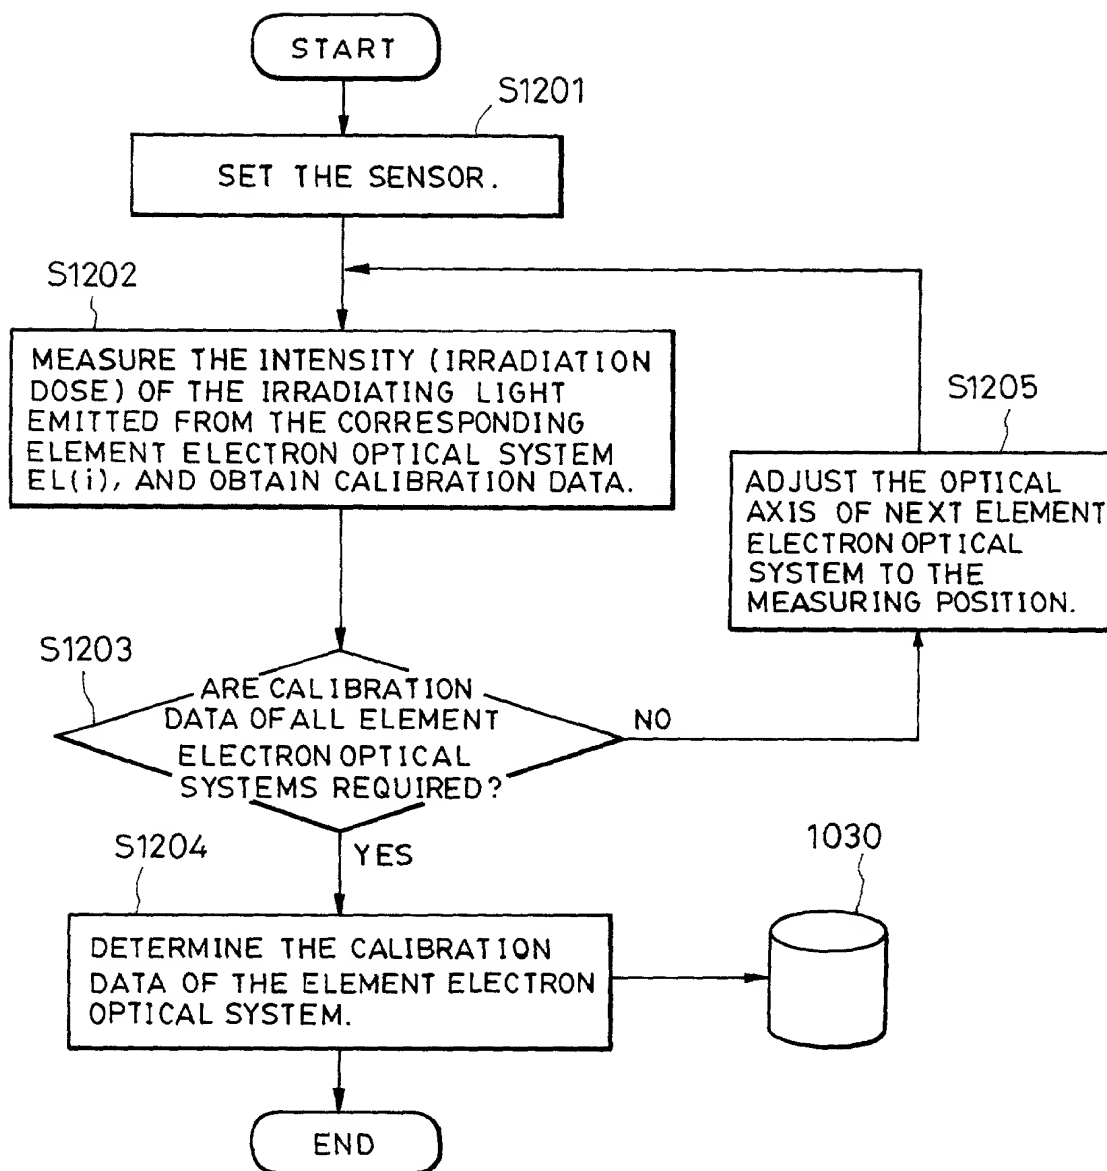 START
S1201
SET THE SENSOR.
S1202
MEASURE THE INTENSITY (IRRADIATION
DOSE) OF THE IRRADIATING LIGHT
EMITTED FROM THE CORRESPONDING
ELEMENT ELECTRON OPTICAL SYSTEM
EL(i), AND OBTAIN CALIBRATION DATA.
S1205
ADJUST THE OPTICAL
AXIS OF NEXT ELEMENT
ELECTRON OPTICAL
SYSTEM TO THE
MEASURING POSITION.
S1203
ARE CALIBRATION
DATA OF ALL ELEMENT
ELECTRON OPTICAL
SYSTEMS REQUIRED?
NO
YES
S1204
DETERMINE THE CALIBRATION
DATA OF THE ELEMENT ELECTRON
OPTICAL SYSTEM.
1030
END